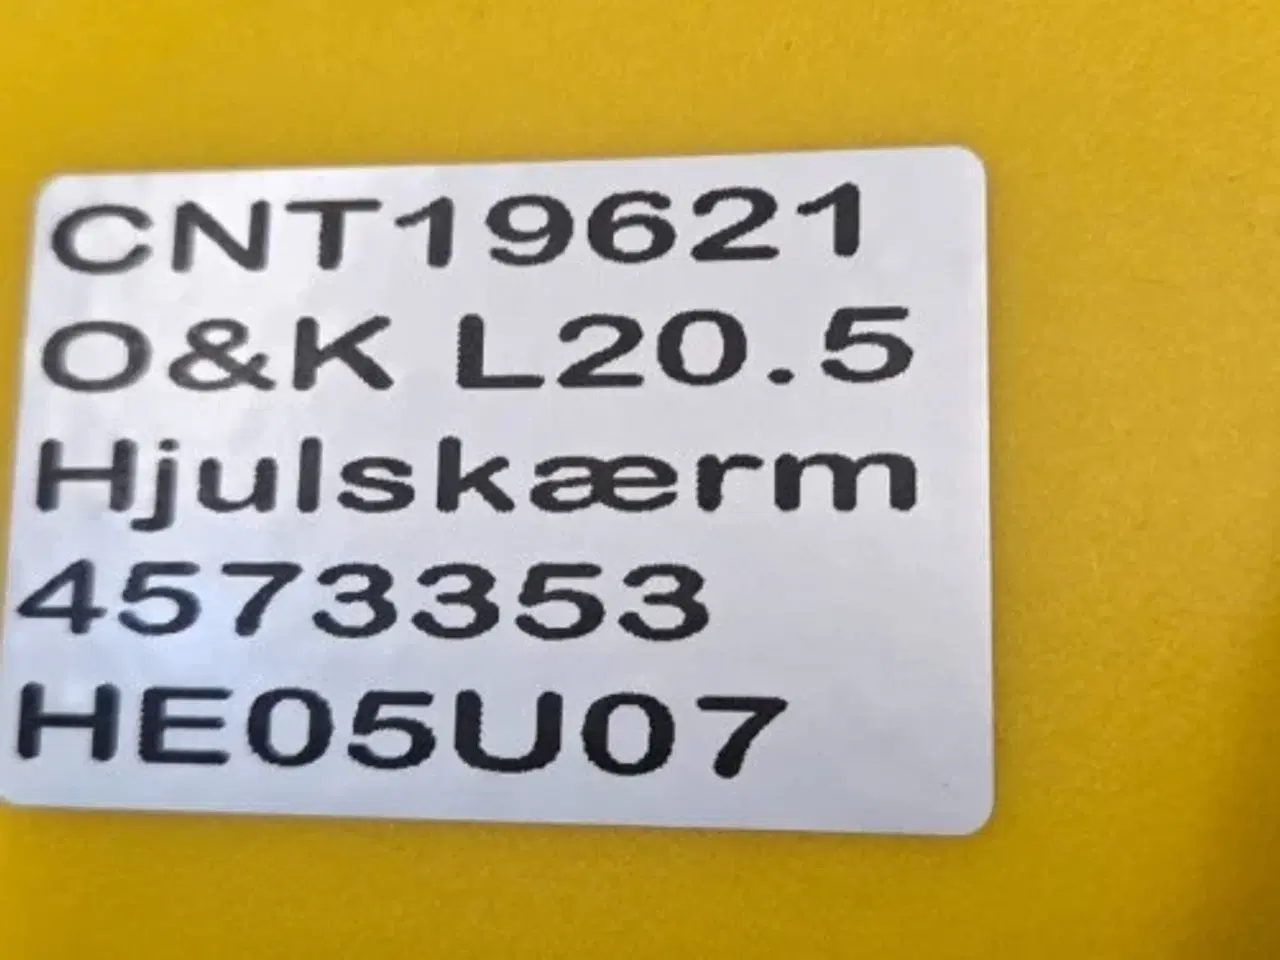 CNT19621
O&K L20.5
Hjulskærm
4573353
HE05U07